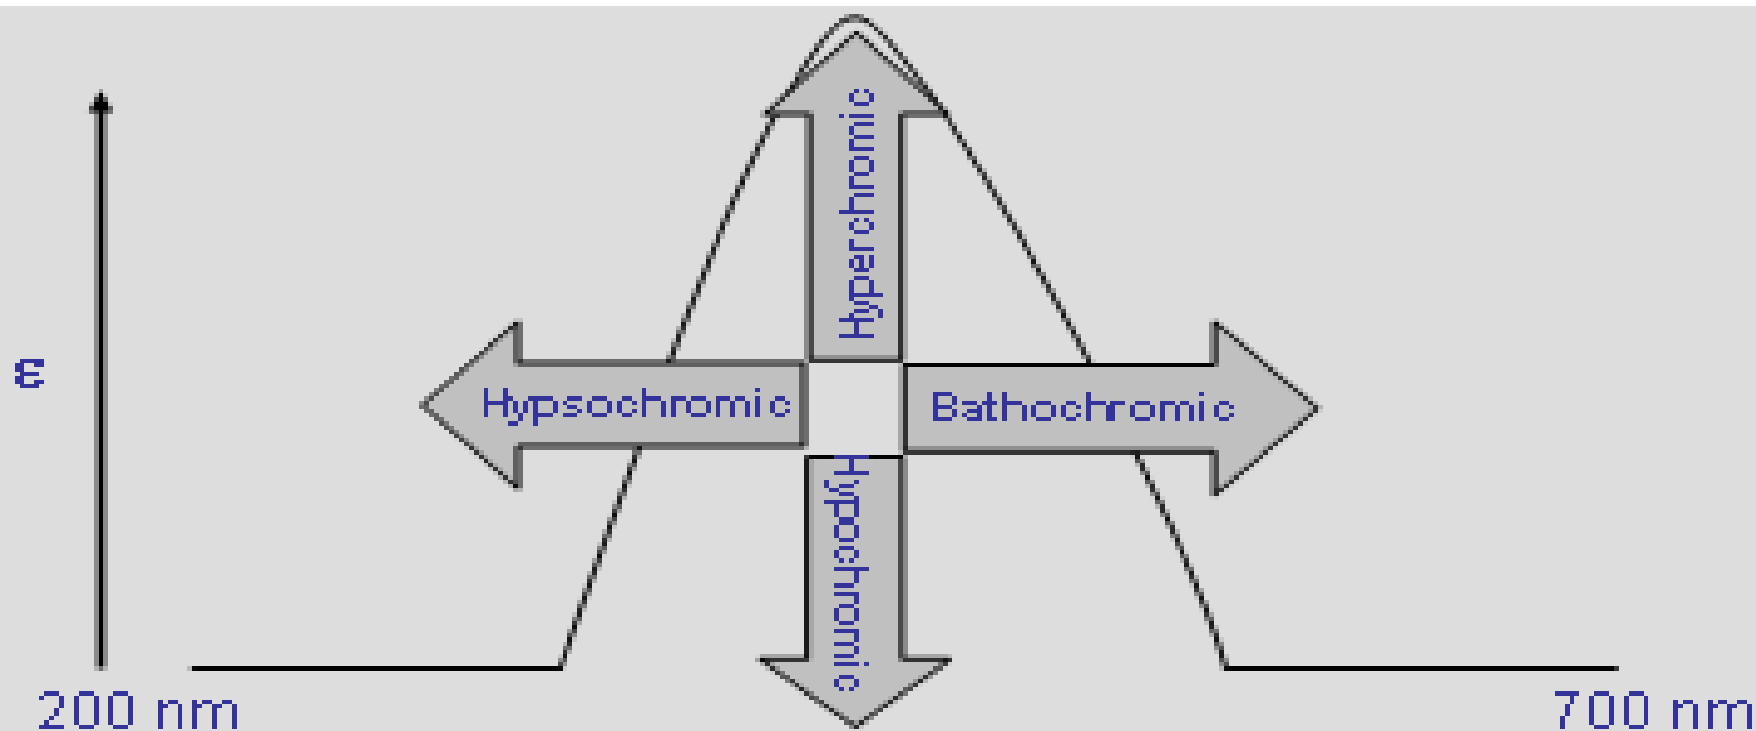 Hyperchromic
ε
Hypsochromic
Bathochromic
Hypochromic
200 nm
700 nm